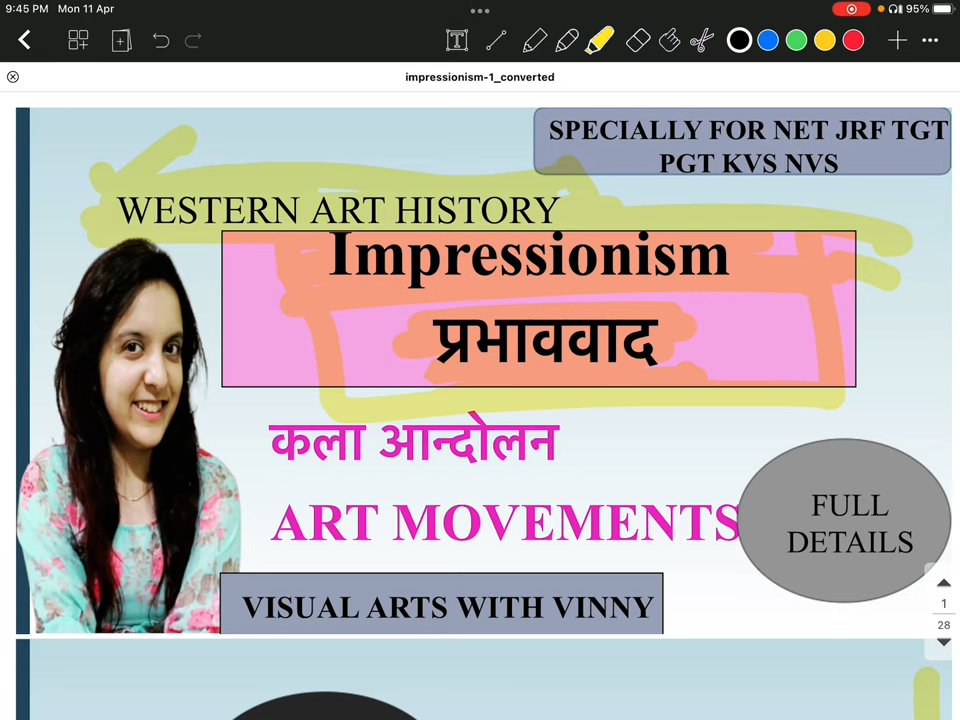 9:45 PM Mon 11 Apr
95%
impressionism-1_converted
SPECIALLY FOR NET JRF TGT
PGT KVS NVS
WESTERN ART HISTORY
Impressionism
प्रभाववाद
कला आन्दोलन
ART MOVEMENTS
FULL
DETAILS
VISUAL ARTS WITH VINNY
1
28